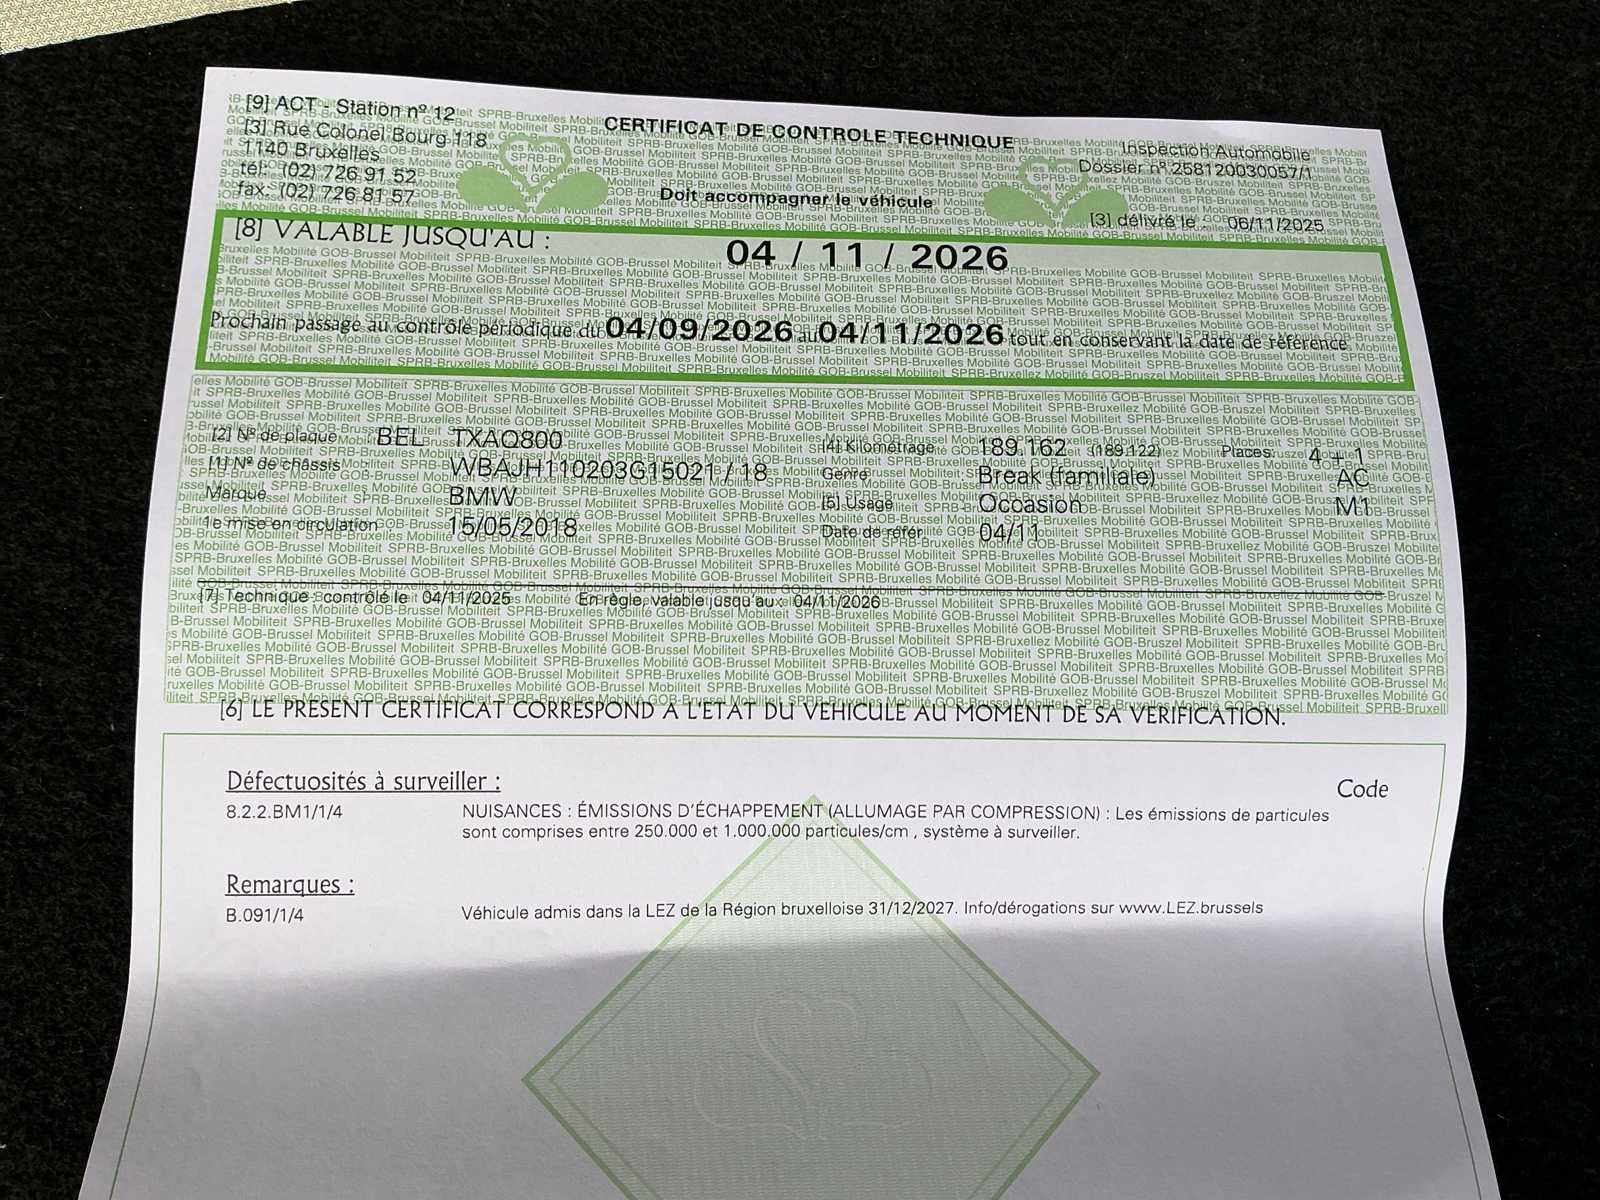 [9] ACT - Station n° 12
[3] Rue Colonel Bourg 118
1140 Bruxelles
tél: (02) 726 91 52
fax: (02) 726 81 57
CERTIFICAT DE CONTROLE TECHNIQUE
Doit accompagner le véhicule
Inspection Automobile
Dossier n° 258120030057/1
[3] délivré le : 06/11/2025
[8] VALABLE JUSQU'AU : 04 / 11 / 2026
Prochain passage au contrôle périodique du 04/09/2026 au 04/11/2026 tout en conservant la date de référence
[2] N° de plaque BEL TXAQ800
[1] N° de châssis WBAJH110203G15021 / 18
Marque BMW
1e mise en circulation 15/05/2018
[4] Kilométrage 189.162 (189.122) Places: 4 + 1
Genre Break (familiale) AC
[5] Usage Occasion M1
Date de référ. 04/11
[7] Technique : contrôlé le : 04/11/2025 En règle, valable jusqu'au : 04/11/2026
[6] LE PRESENT CERTIFICAT CORRESPOND A L'ETAT DU VEHICULE AU MOMENT DE SA VERIFICATION.
Défectuosités à surveiller : Code
8.2.2.BM1/1/4 NUISANCES : ÉMISSIONS D'ÉCHAPPEMENT (ALLUMAGE PAR COMPRESSION) : Les émissions de particules
sont comprises entre 250.000 et 1.000.000 particules/cm , système à surveiller.
Remarques :
B.091/1/4 Véhicule admis dans la LEZ de la Région bruxelloise 31/12/2027. Info/dérogations sur www.LEZ.brussels